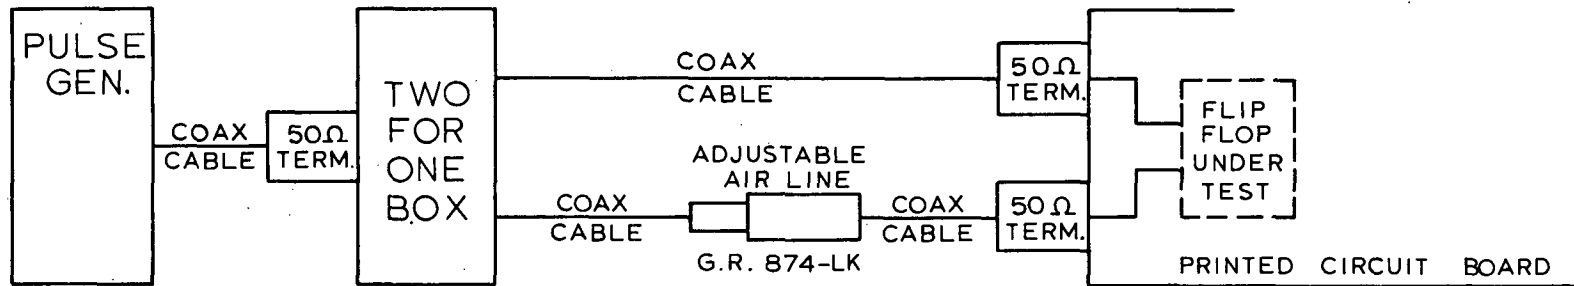 PULSE
GEN.
COAX
CABLE
50Ω
TERM.
TWO
FOR
ONE
BOX
COAX
CABLE
50Ω
TERM.
COAX
CABLE
ADJUSTABLE
AIR LINE
G.R. 874-LK
COAX
CABLE
50Ω
TERM.
FLIP
FLOP
UNDER
TEST
PRINTED CIRCUIT BOARD